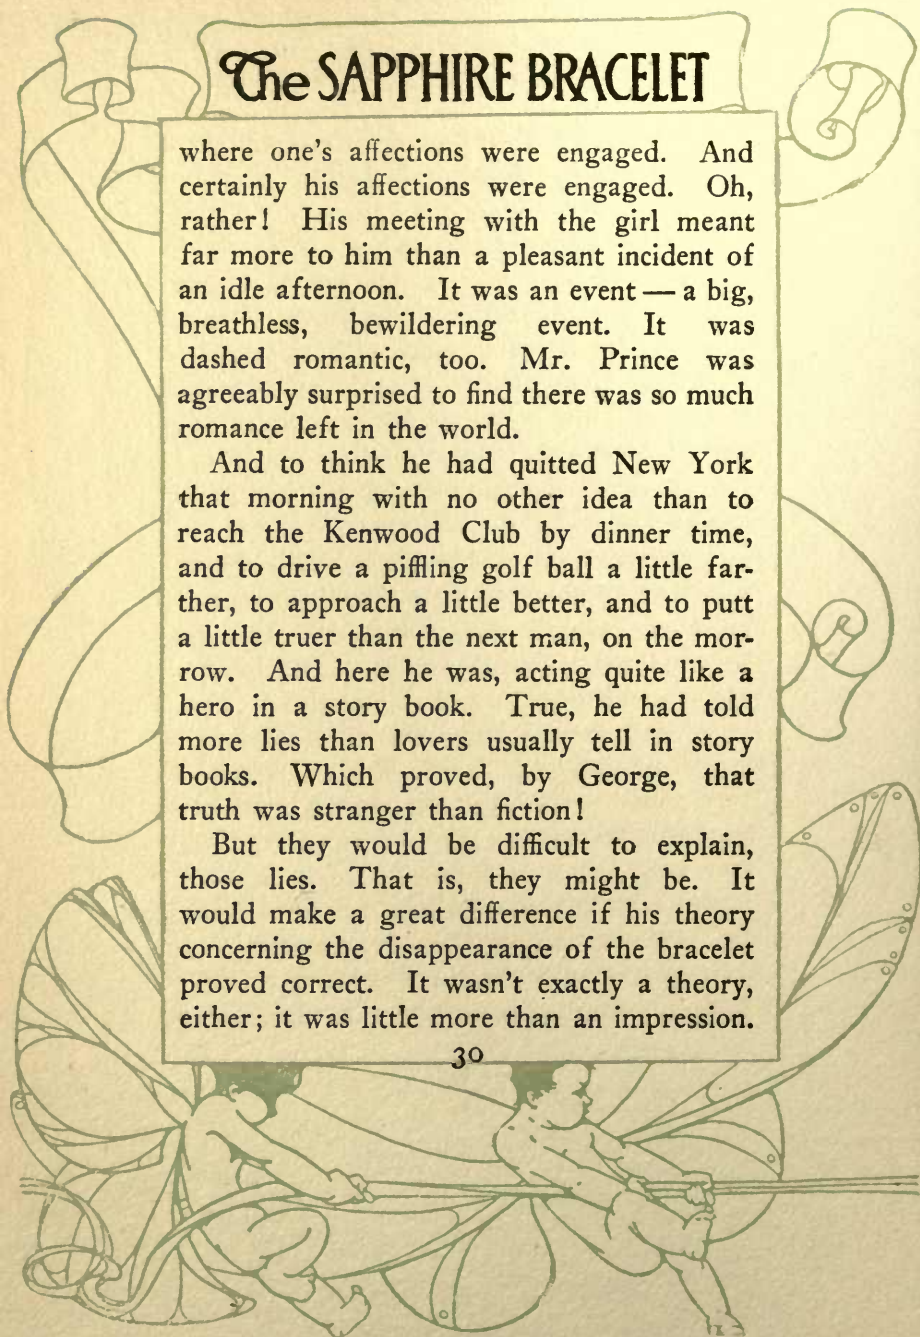 The SAPPHIRE BRACELET
where one's affections were engaged. And
certainly his affections were engaged. Oh,
rather! His meeting with the girl meant
far more to him than a pleasant incident of
an idle afternoon. It was an event — a big,
breathless, bewildering event. It was
dashed romantic, too. Mr. Prince was
agreeably surprised to find there was so much
romance left in the world.
And to think he had quitted New York
that morning with no other idea than to
reach the Kenwood Club by dinner time,
and to drive a piffling golf ball a little far-
ther, to approach a little better, and to putt
a little truer than the next man, on the mor-
row. And here he was, acting quite like a
hero in a story book. True, he had told
more lies than lovers usually tell in story
books. Which proved, by George, that
truth was stranger than fiction!
But they would be difficult to explain,
those lies. That is, they might be. It
would make a great difference if his theory
concerning the disappearance of the bracelet
proved correct. It wasn't exactly a theory,
either; it was little more than an impression.
30